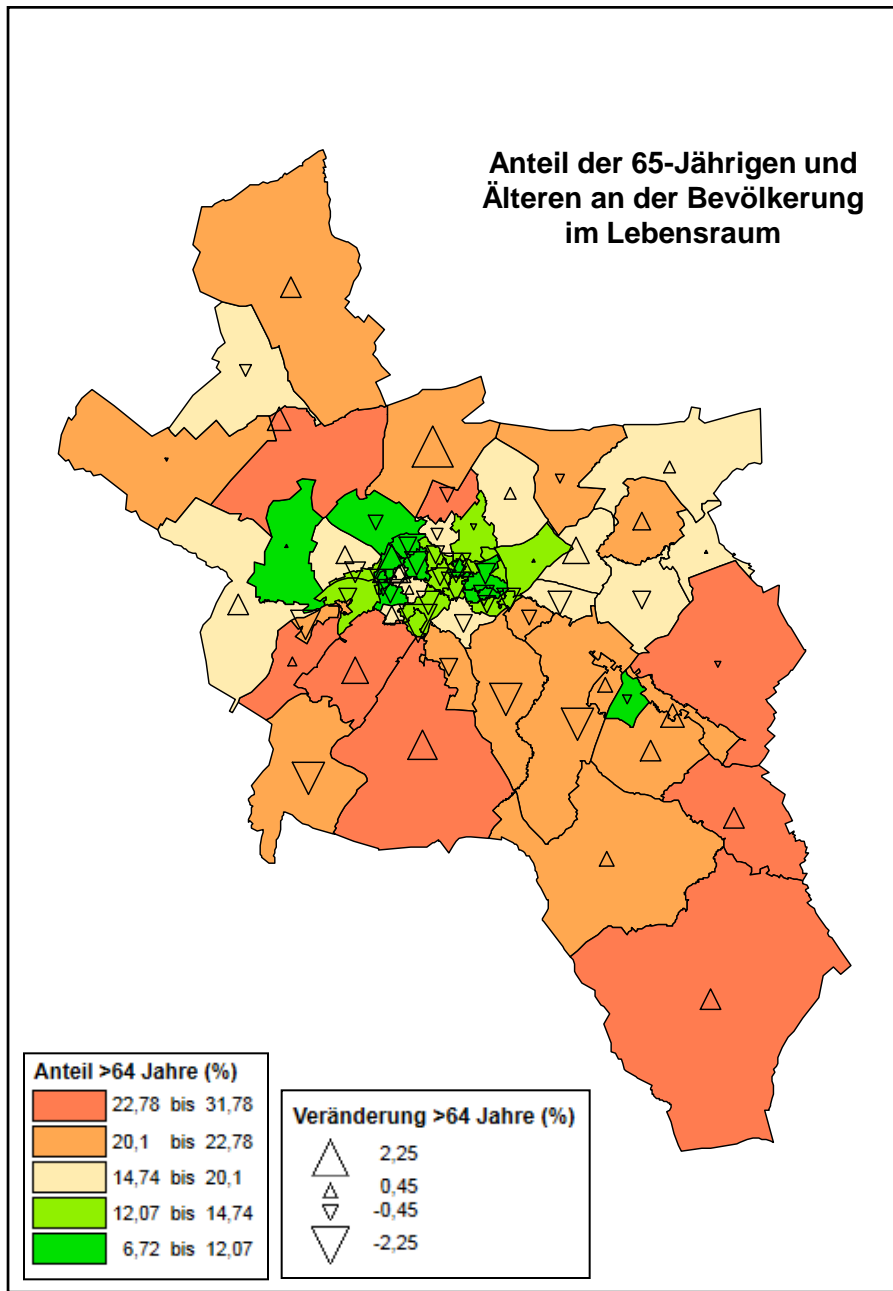 Anteil der 65-Jährigen und
Älteren an der Bevölkerung
im Lebensraum
Anteil >64 Jahre (%)
22,78 bis 31,78
20,1 bis 22,78
14,74 bis 20,1
12,07 bis 14,74
6,72 bis 12,07
Veränderung >64 Jahre (%)
2,25
0,45
-0,45
-2,25